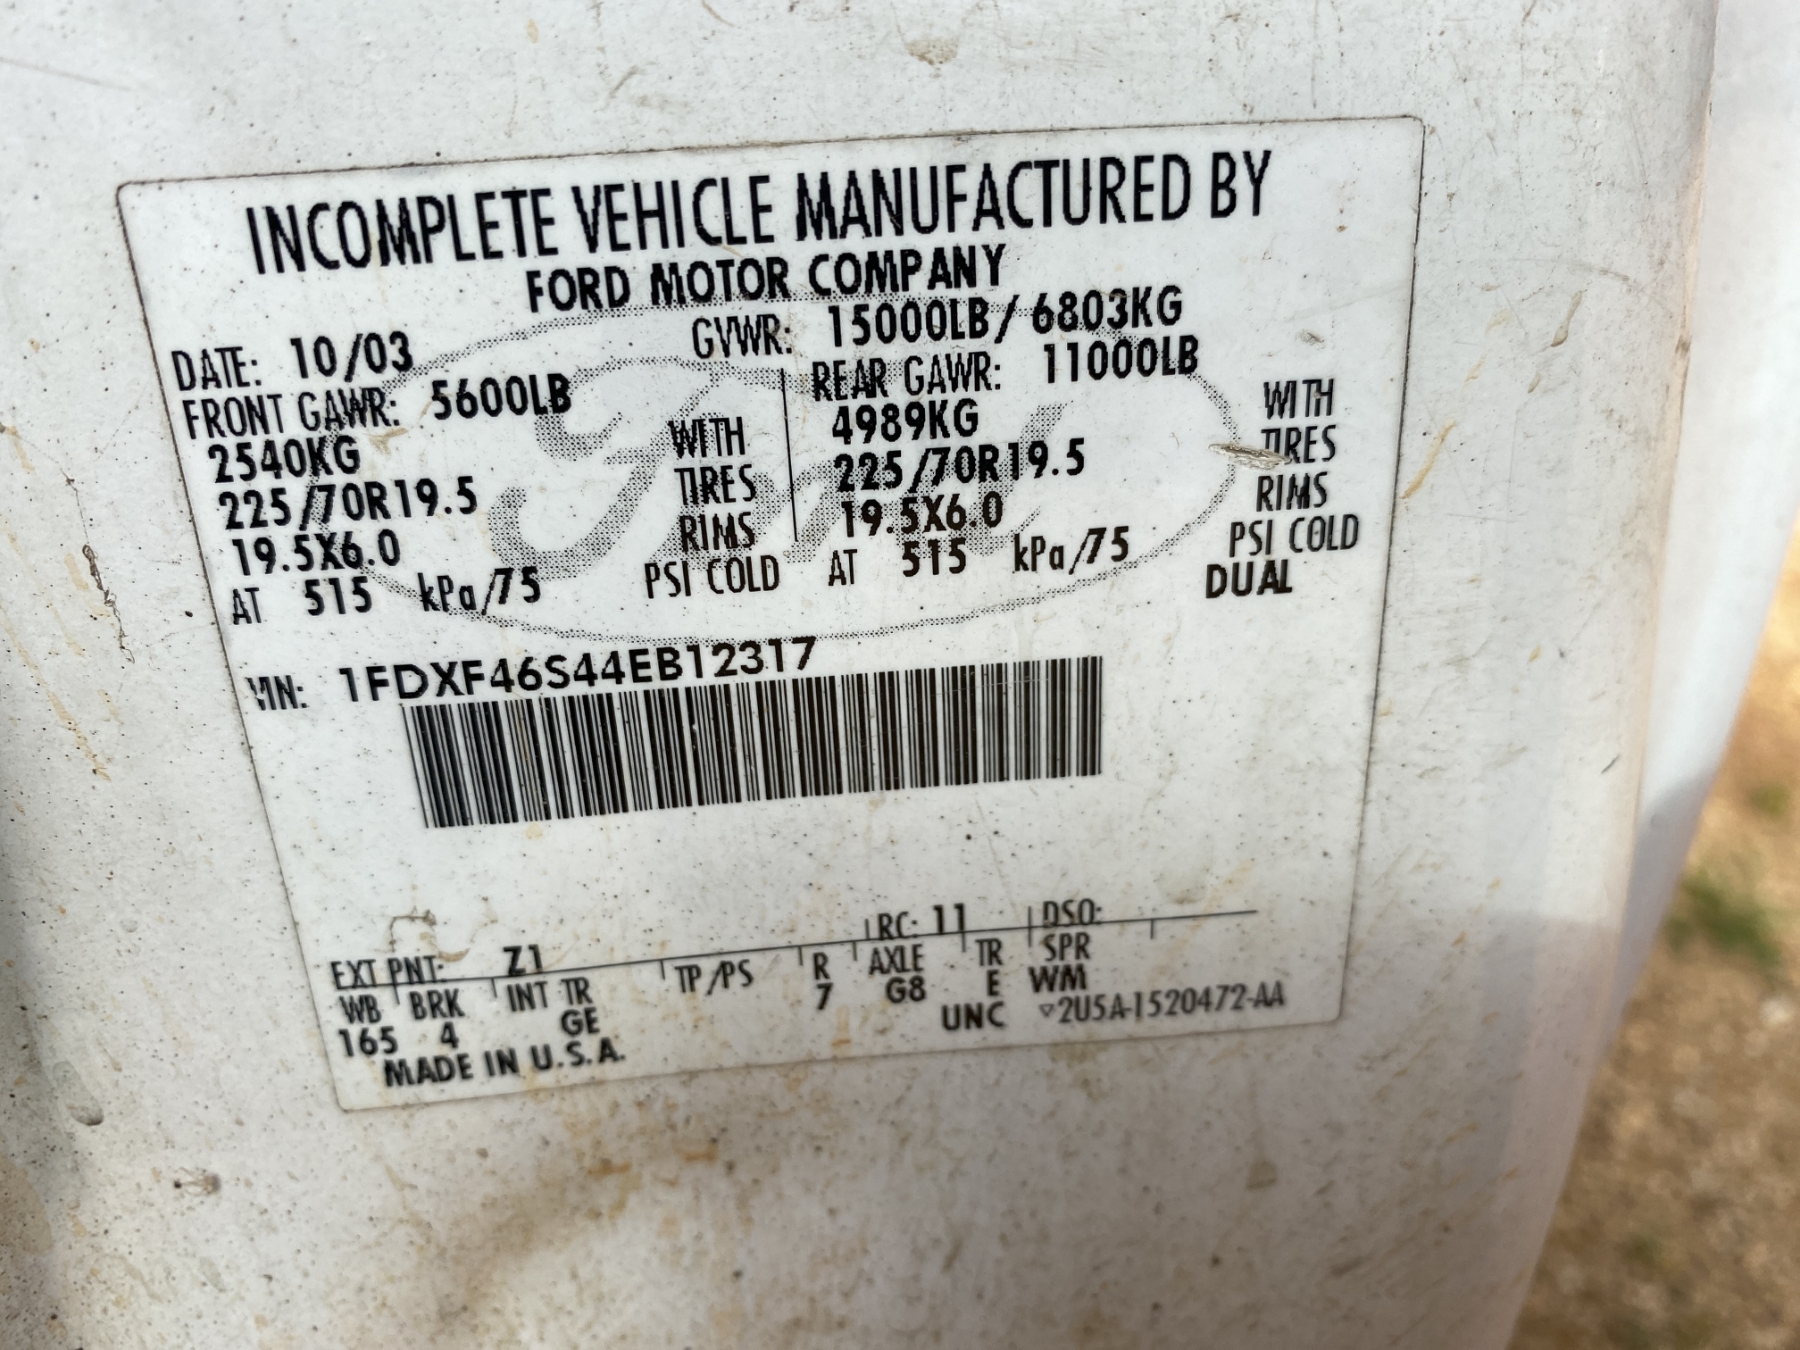 INCOMPLETE VEHICLE MANUFACTURED BY
FORD MOTOR COMPANY
DATE: 10/03 GVWR: 15000LB/ 6803KG
FRONT GAWR: 5600LB REAR GAWR: 11000LB
2540KG WITH 4989KG WITH
225/70R19.5 TIRES 225/70R19.5 TIRES
19.5X6.0 RIMS 19.5X6.0 RIMS
AT 515 kPa/75 PSI COLD AT 515 kPa/75 PSI COLD
DUAL
VIN: 1FDXF46S44EB12317
EXT PNT: Z1 RC: 11 DSO:
WB BRK INT TR TP/PS R AXLE TR SPR
165 4 GE 7 G8 E WM
MADE IN U.S.A. UNC ▽2U5A-1520472-AA
Ford